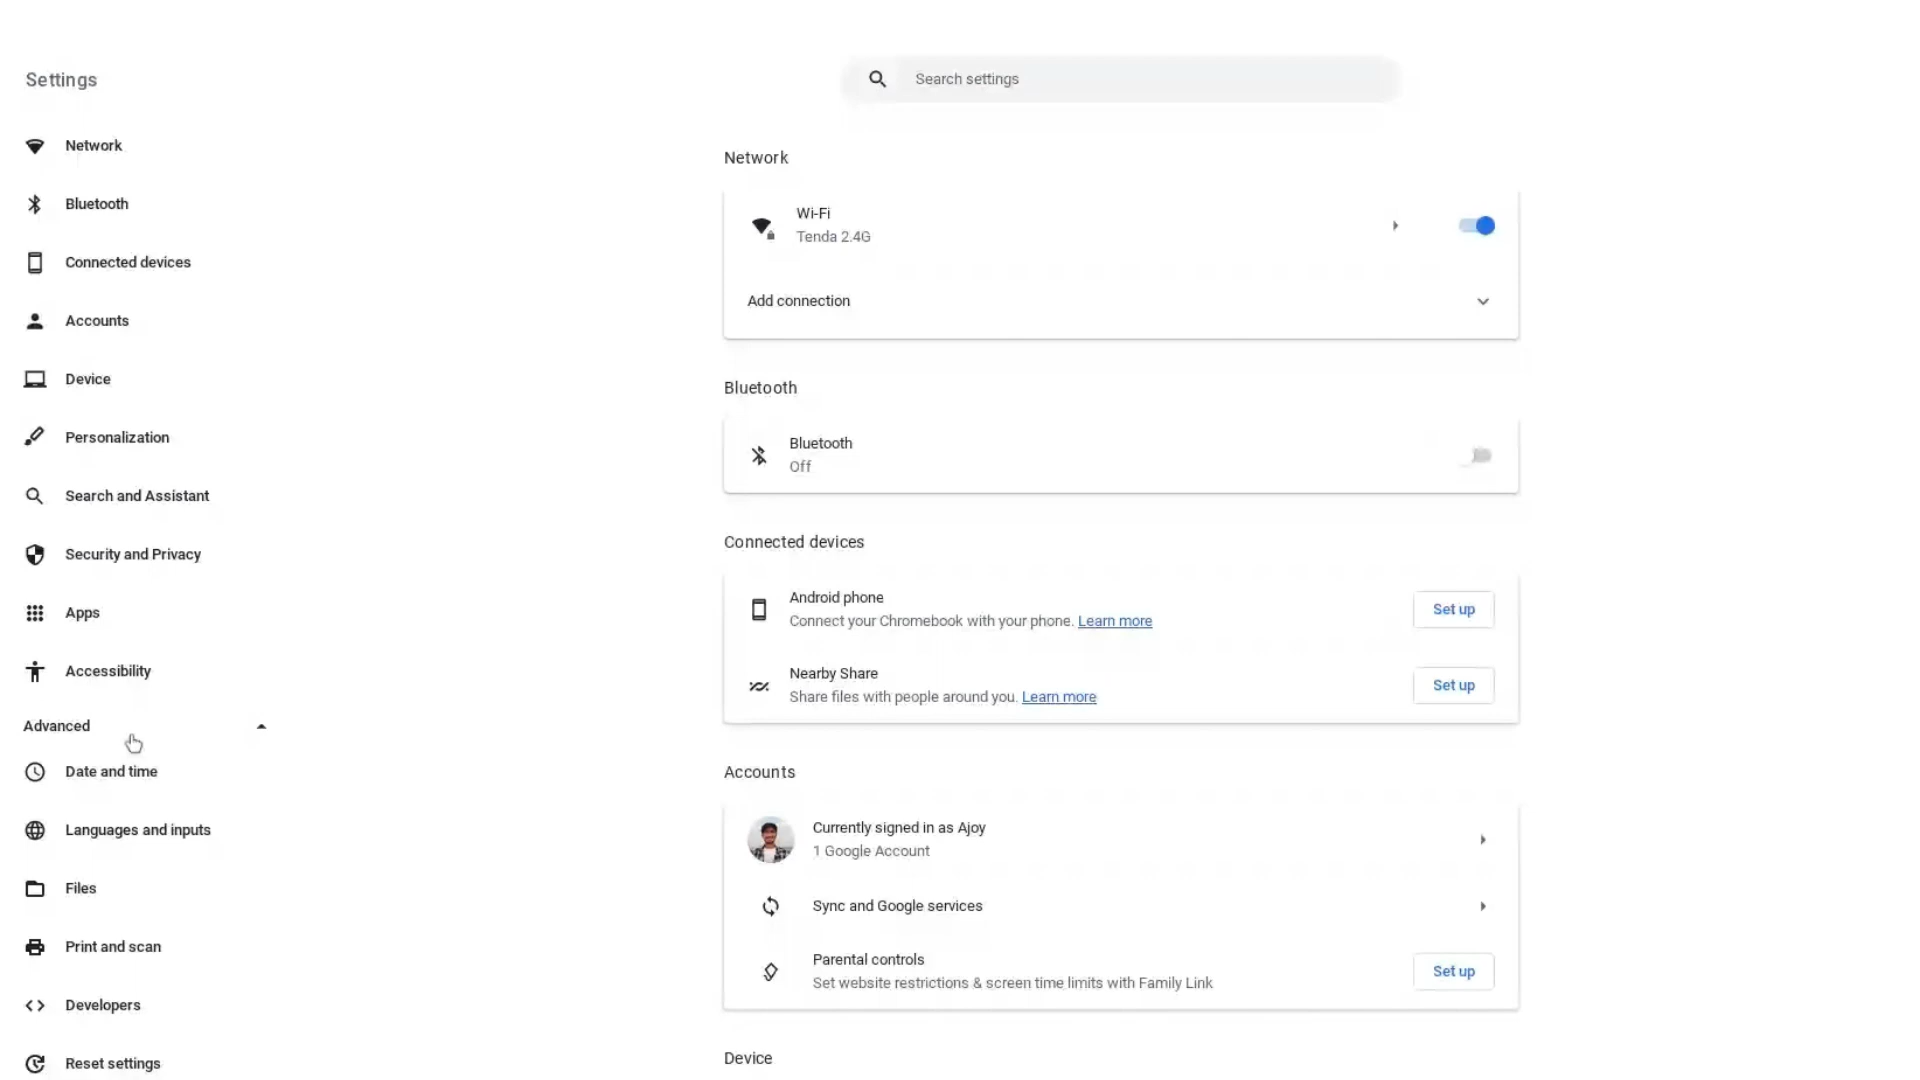 Settings
Search settings
Network
Bluetooth
Connected devices
Accounts
Device
Personalization
Search and Assistant
Security and Privacy
Apps
Accessibility
Advanced
Date and time
Languages and inputs
Files
Print and scan
Developers
Reset settings
Network
Wi-Fi
Tenda 2.4G
Add connection
Bluetooth
Bluetooth
Off
Connected devices
Android phone
Connect your Chromebook with your phone. Learn more
Set up
Nearby Share
Share files with people around you. Learn more
Set up
Accounts
Currently signed in as Ajoy
1 Google Account
Sync and Google services
Parental controls
Set website restrictions & screen time limits with Family Link
Set up
Device